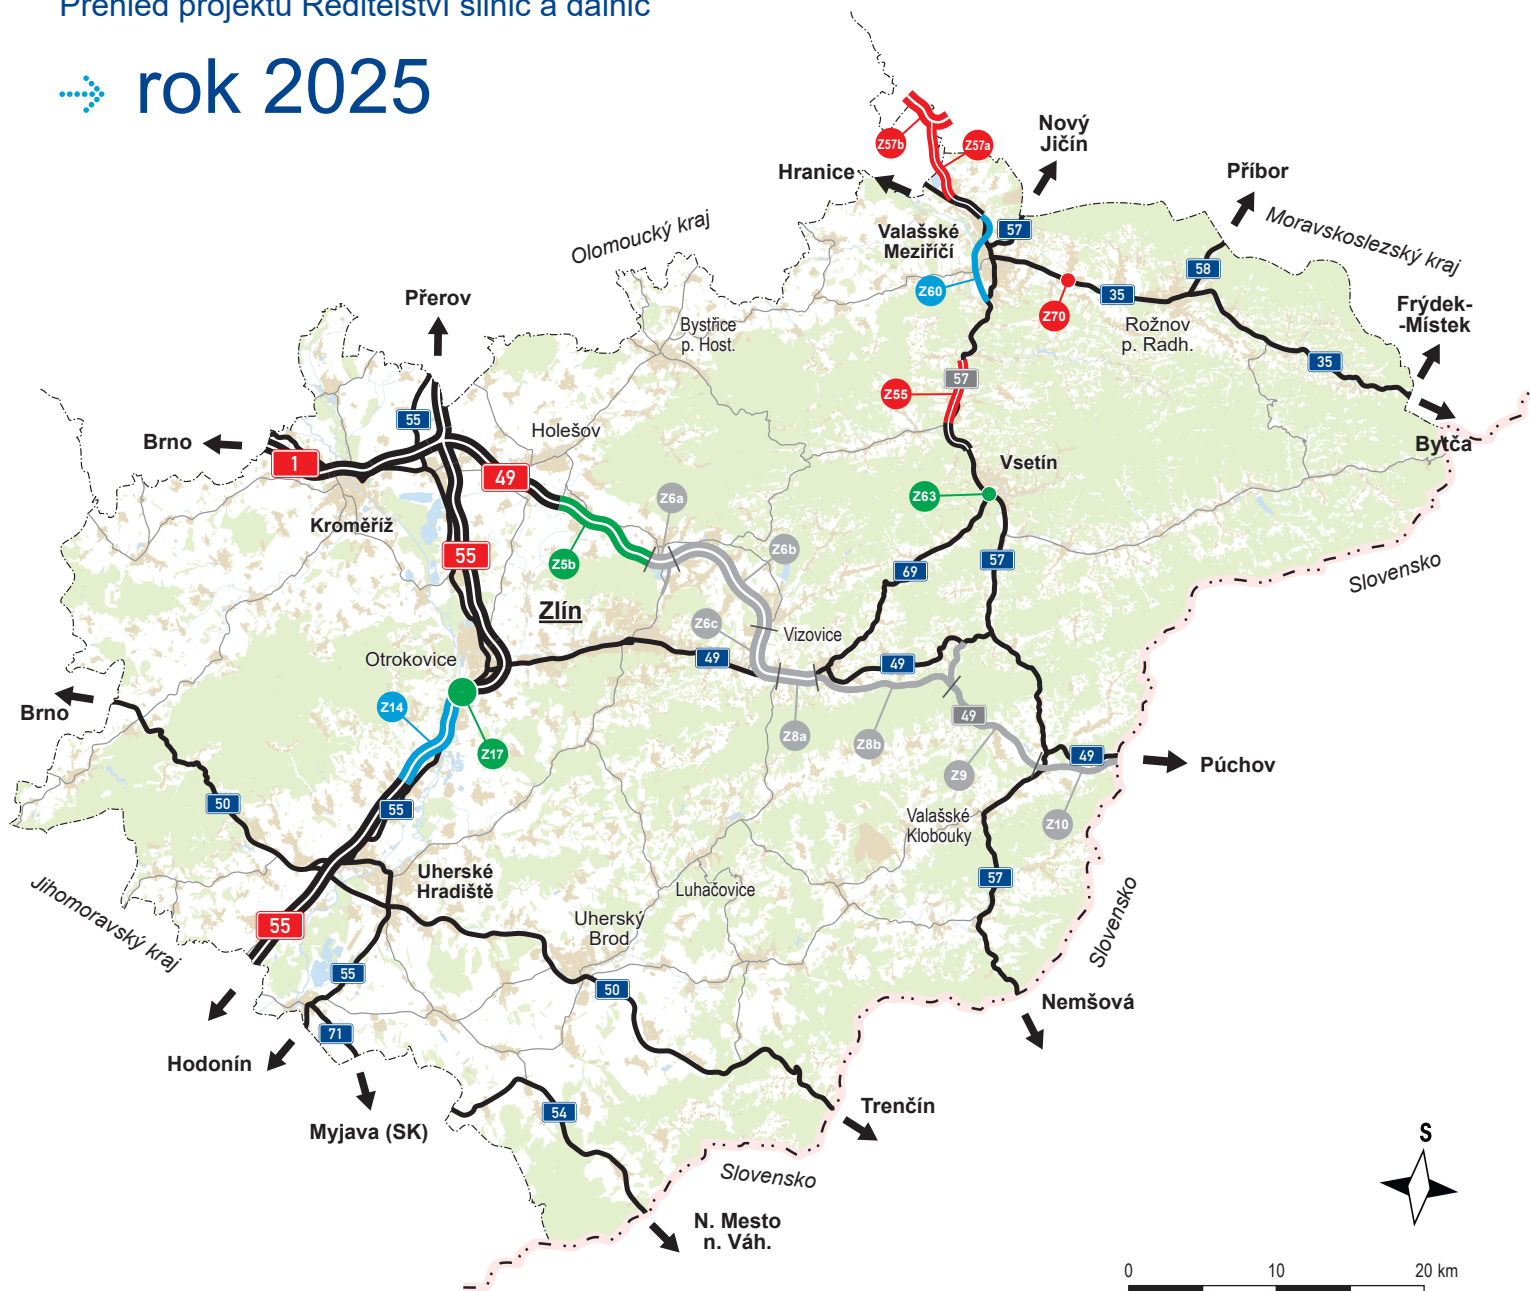 Přehled projektů Ředitelství silnic a dálnic
rok 2025
Nový
Jičín
Z57b
Z57a
Hranice
Příbor
Olomoucký kraj
Moravskoslezský kraj
Valašské
Meziříčí
57
58
Z60
35
Z70
Rožnov
p. Radh.
Frýdek-
-Místek
35
Přerov
Bystřice
p. Host.
57
Z55
55
Holešov
Brno
1
49
Bytča
Vsetín
Z6a
Z63
Kroměříž
55
Z5b
Z6b
57
69
Slovensko
Zlín
Z6c
Vizovice
Otrokovice
49
49
Brno
Z14
Z17
Z8a
Z8b
49
Z9
49
Púchov
50
55
Valašské
Klobouky
Z10
Uherské
Hradiště
Luhačovice
57
Jihomoravský kraj
55
Uherský
Brod
Slovensko
55
50
Nemšová
71
Hodonín
Trenčín
54
Myjava (SK)
Slovensko
S
N. Mesto
n. Váh.
0 10 20 km